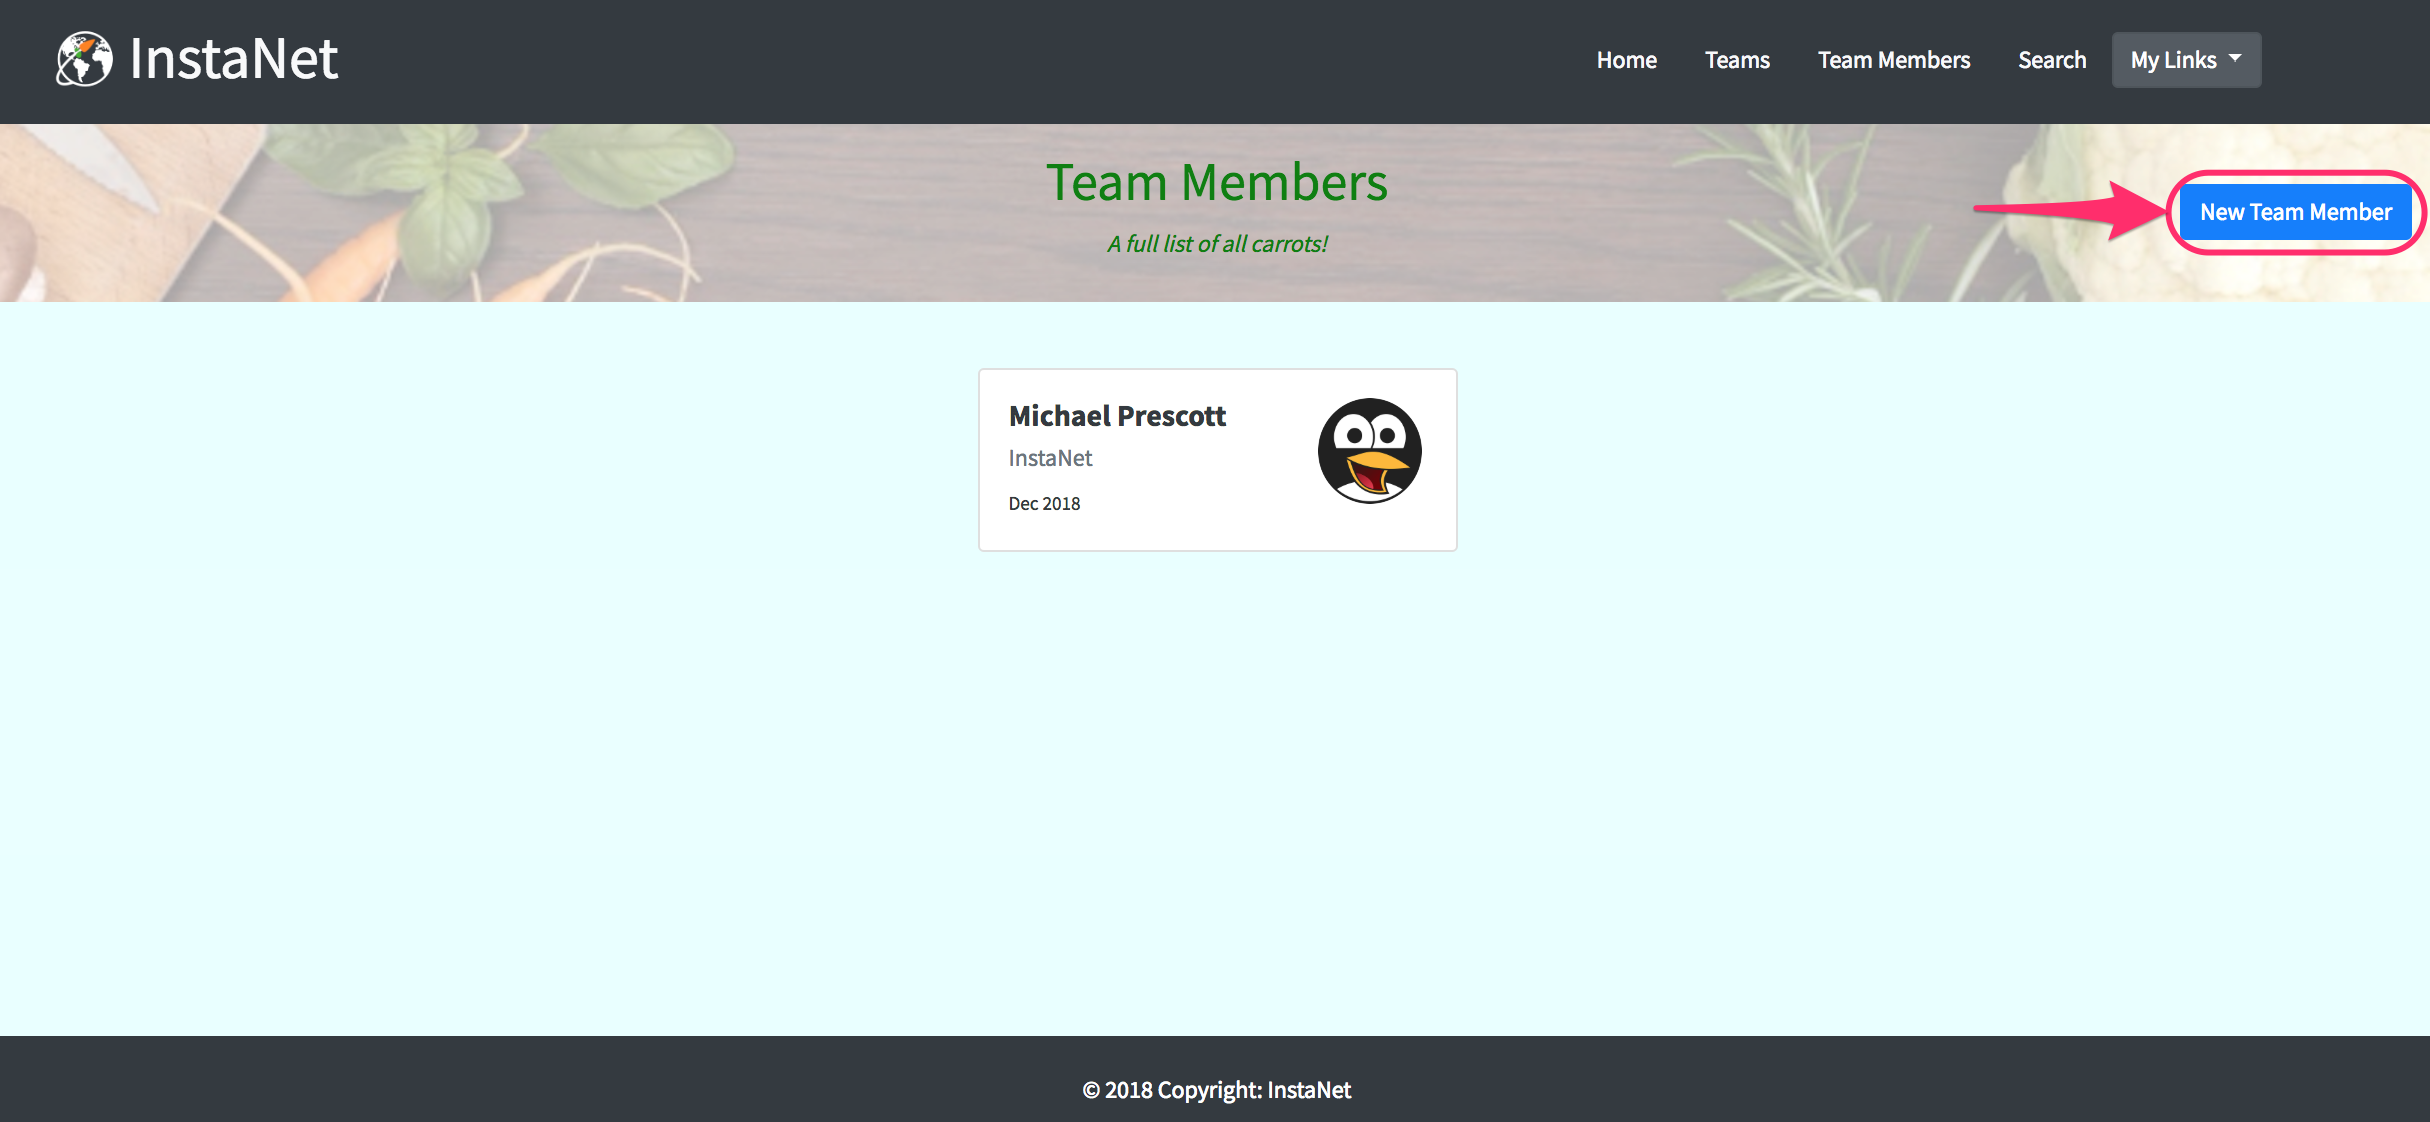 InstaNet
Home Teams Team Members Search My Links
Team Members
A full list of all carrots!
New Team Member
Michael Prescott
InstaNet
Dec 2018
© 2018 Copyright: InstaNet